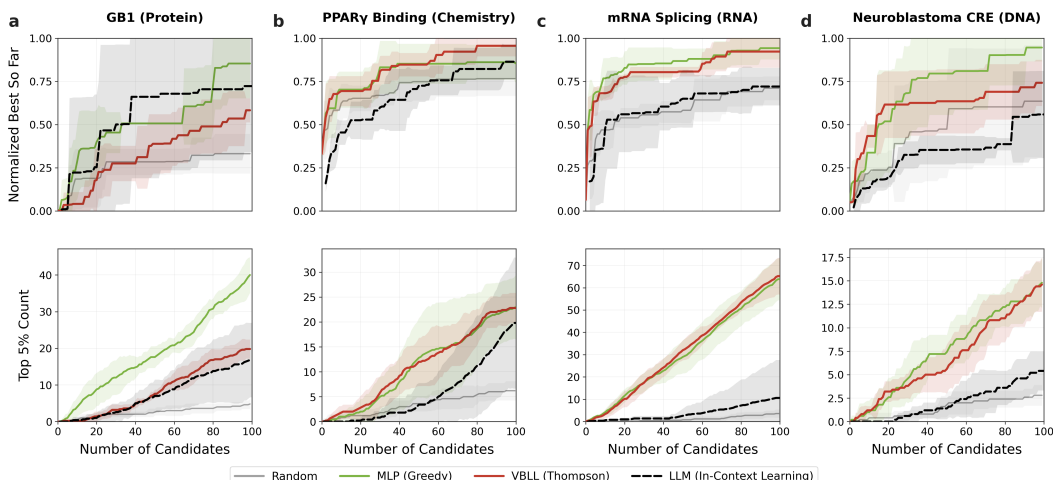 a
GB1 (Protein)
b
PPARγ Binding (Chemistry)
c
mRNA Splicing (RNA)
d
Neuroblastoma CRE (DNA)
Normalized Best So Far
1.00
0.75
0.50
0.25
0.00
1.00
0.75
0.50
0.25
0.00
1.00
0.75
0.50
0.25
0.00
1.00
0.75
0.50
0.25
0.00
Top 5% Count
40
30
20
10
0
30
25
20
15
10
5
0
70
60
50
40
30
20
10
0
17.5
15.0
12.5
10.0
7.5
5.0
2.5
0.0
0 20 40 60 80 100
0 20 40 60 80 100
0 20 40 60 80 100
0 20 40 60 80 100
Number of Candidates
Number of Candidates
Number of Candidates
Number of Candidates
Random
MLP (Greedy)
VBLL (Thompson)
LLM (In-Context Learning)